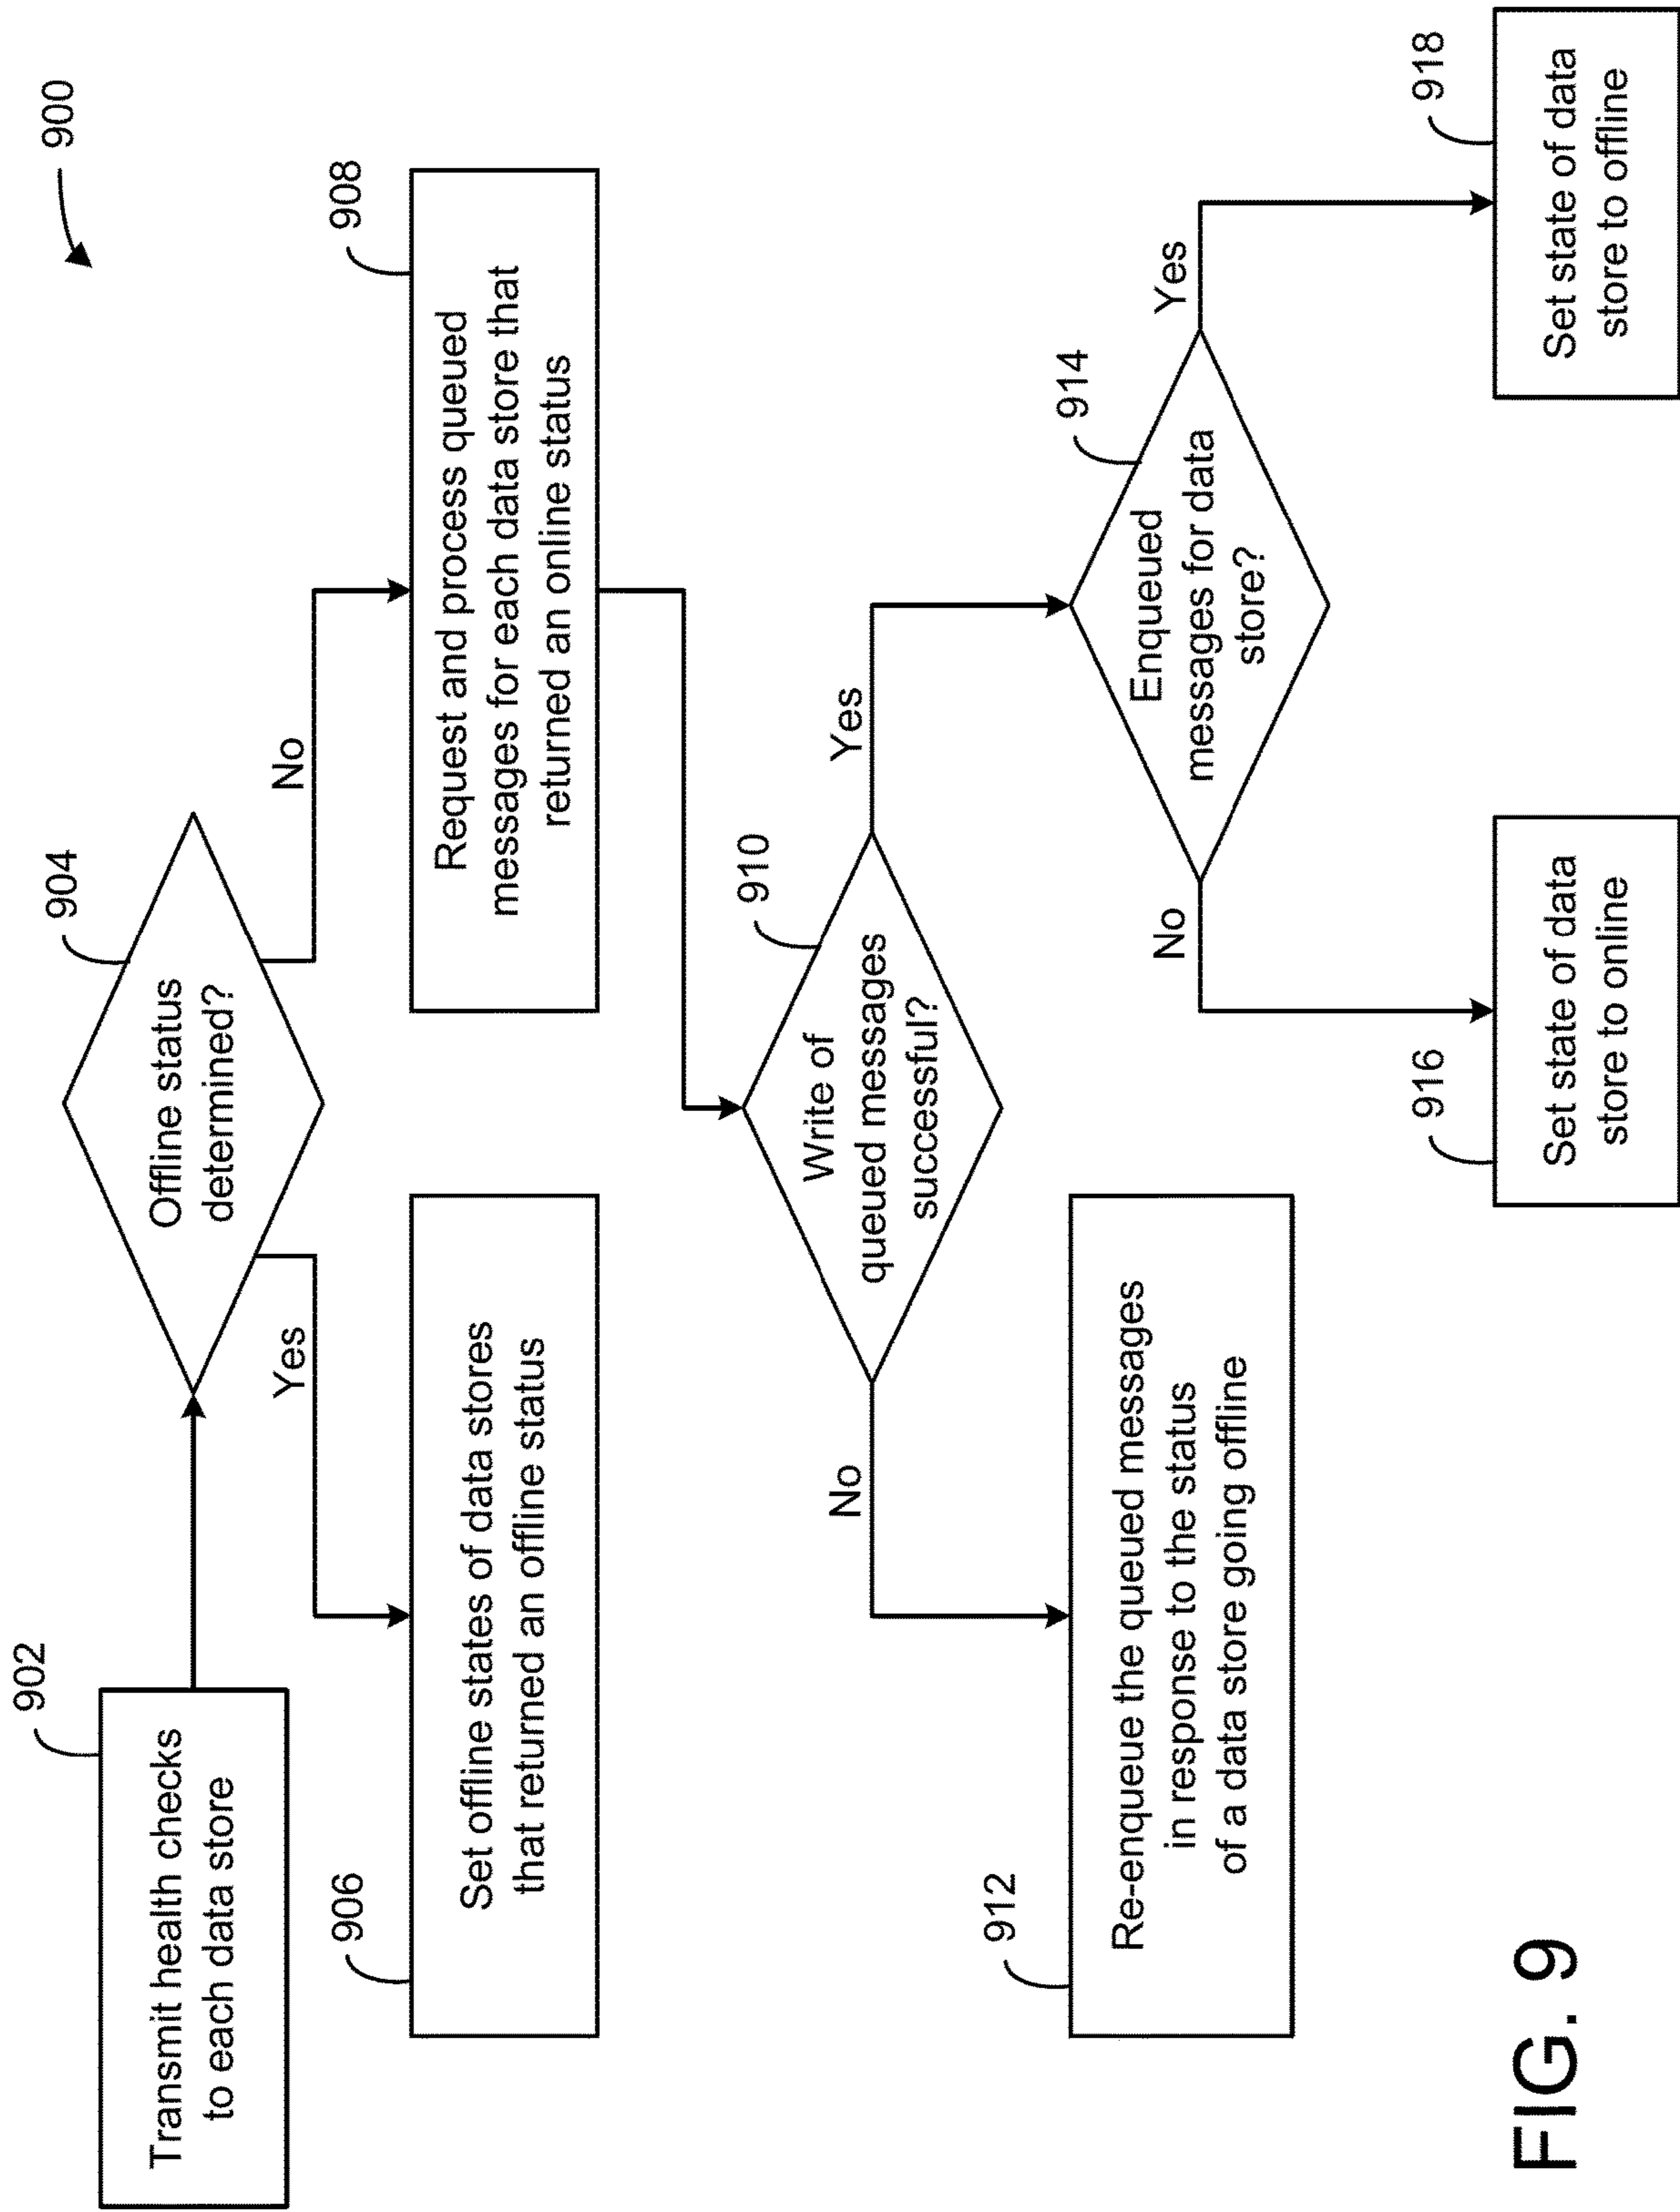 900
902
Transmit health checks
to each data store
904
Offline status
determined?
Yes
No
906
Set offline states of data stores
that returned an offline status
908
Request and process queued
messages for each data store that
returned an online status
910
Write of
queued messages
successful?
No
Yes
912
Re-enqueue the queued messages
in response to the status
of a data store going offline
914
Enqueued
messages for data
store?
No
Yes
916
Set state of data
store to online
918
Set state of data
store to offline
FIG. 9